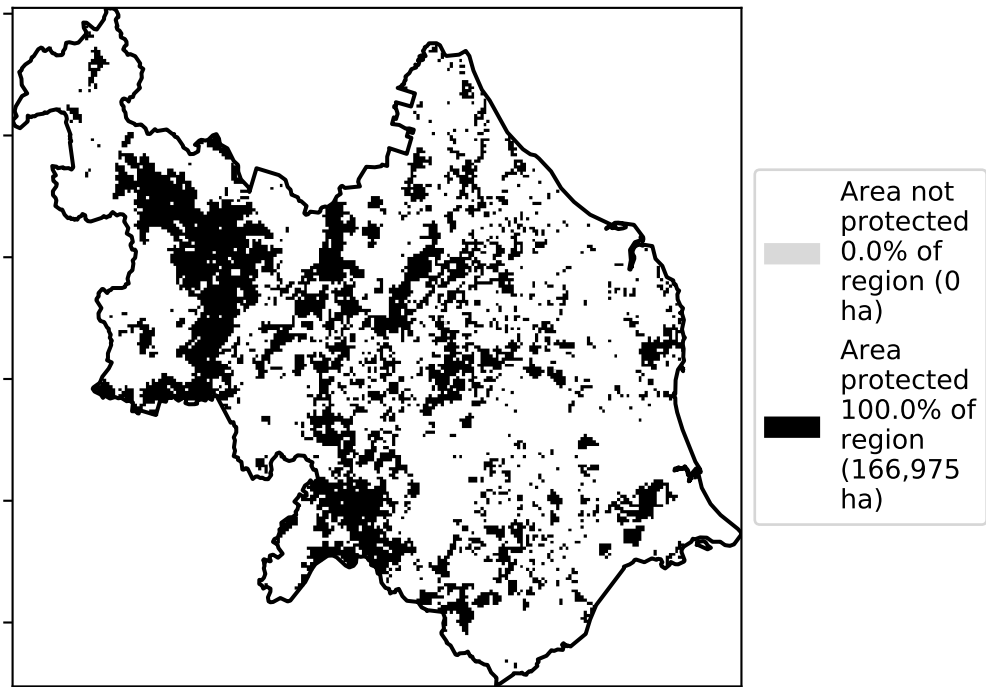 Area not
protected
0.0% of
region (0
ha)
Area
protected
100.0% of
region
(166,975
ha)